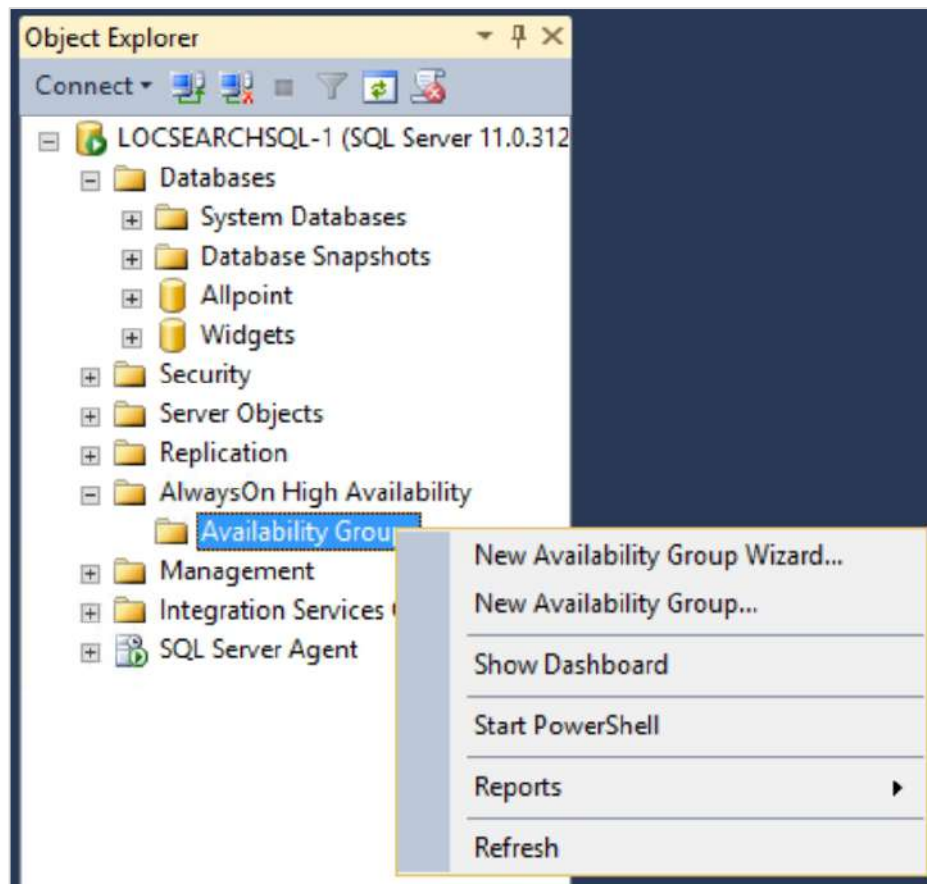 Object Explorer
Connect
LOCSEARCHSQL-1 (SQL Server 11.0.312
Databases
System Databases
Database Snapshots
Allpoint
Widgets
Security
Server Objects
Replication
AlwaysOn High Availability
Availability Grou
Management
Integration Services
SQL Server Agent
New Availability Group Wizard...
New Availability Group...
Show Dashboard
Start PowerShell
Reports
Refresh